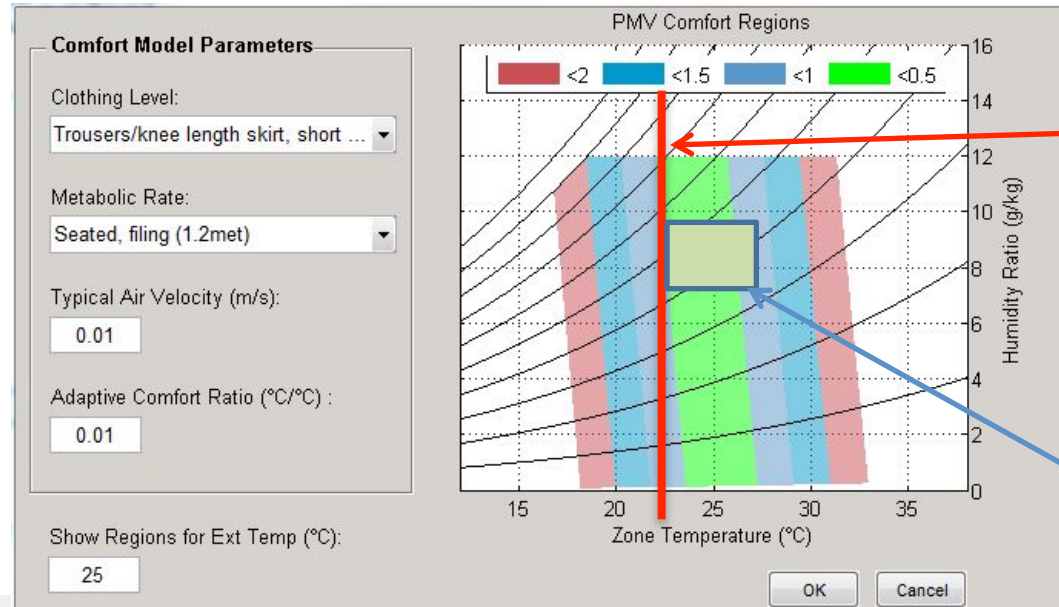 Comfort Model Parameters
Clothing Level:
Trousers/knee length skirt, short ...
Metabolic Rate:
Seated, filing (1.2met)
Typical Air Velocity (m/s):
0.01
Adaptive Comfort Ratio (°C/°C) :
0.01
Show Regions for Ext Temp (°C):
25
PMV Comfort Regions
<2 <1.5 <1 <0.5
16
14
12
10
8
6
4
2
0
Humidity Ratio (g/kg)
15 20 25 30 35
Zone Temperature (°C)
OK Cancel